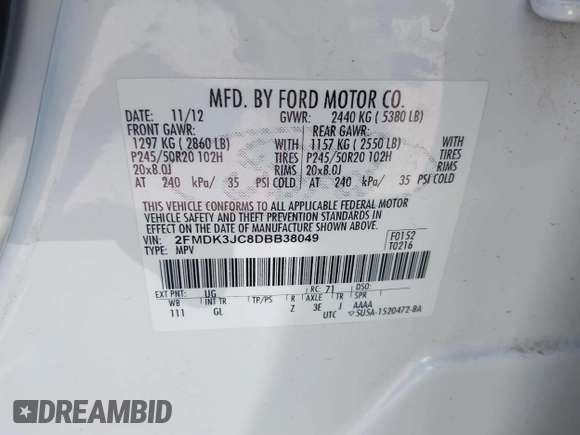 MFD. BY FORD MOTOR CO.
DATE: 11/12 GVWR: 2440 KG ( 5380 LB)
FRONT GAWR: REAR GAWR:
1297 KG ( 2860 LB) WITH 1157 KG ( 2550 LB) WITH
P245/50R20 102H TIRES P245/50R20 102H TIRES
20x8.0J RIMS 20x8.0J RIMS
AT 240 kPa/ 35 PSI COLD AT 240 kPa/ 35 PSI COLD
THIS VEHICLE CONFORMS TO ALL APPLICABLE FEDERAL MOTOR
VEHICLE SAFETY AND THEFT PREVENTION STANDARDS IN
EFFECT ON THE DATE OF MANUFACTURE SHOWN ABOVE.
VIN: 2FMDK3JC8DBB38049 F0152
TYPE: MPV T0216
EXT PNT: UG RC: 71 DSO:
WB INT TR TP/PS R AXLE TR SPR
111 GL Z 3E J AAAA
UTC 5U5A-1520472-BA
DREAMBID